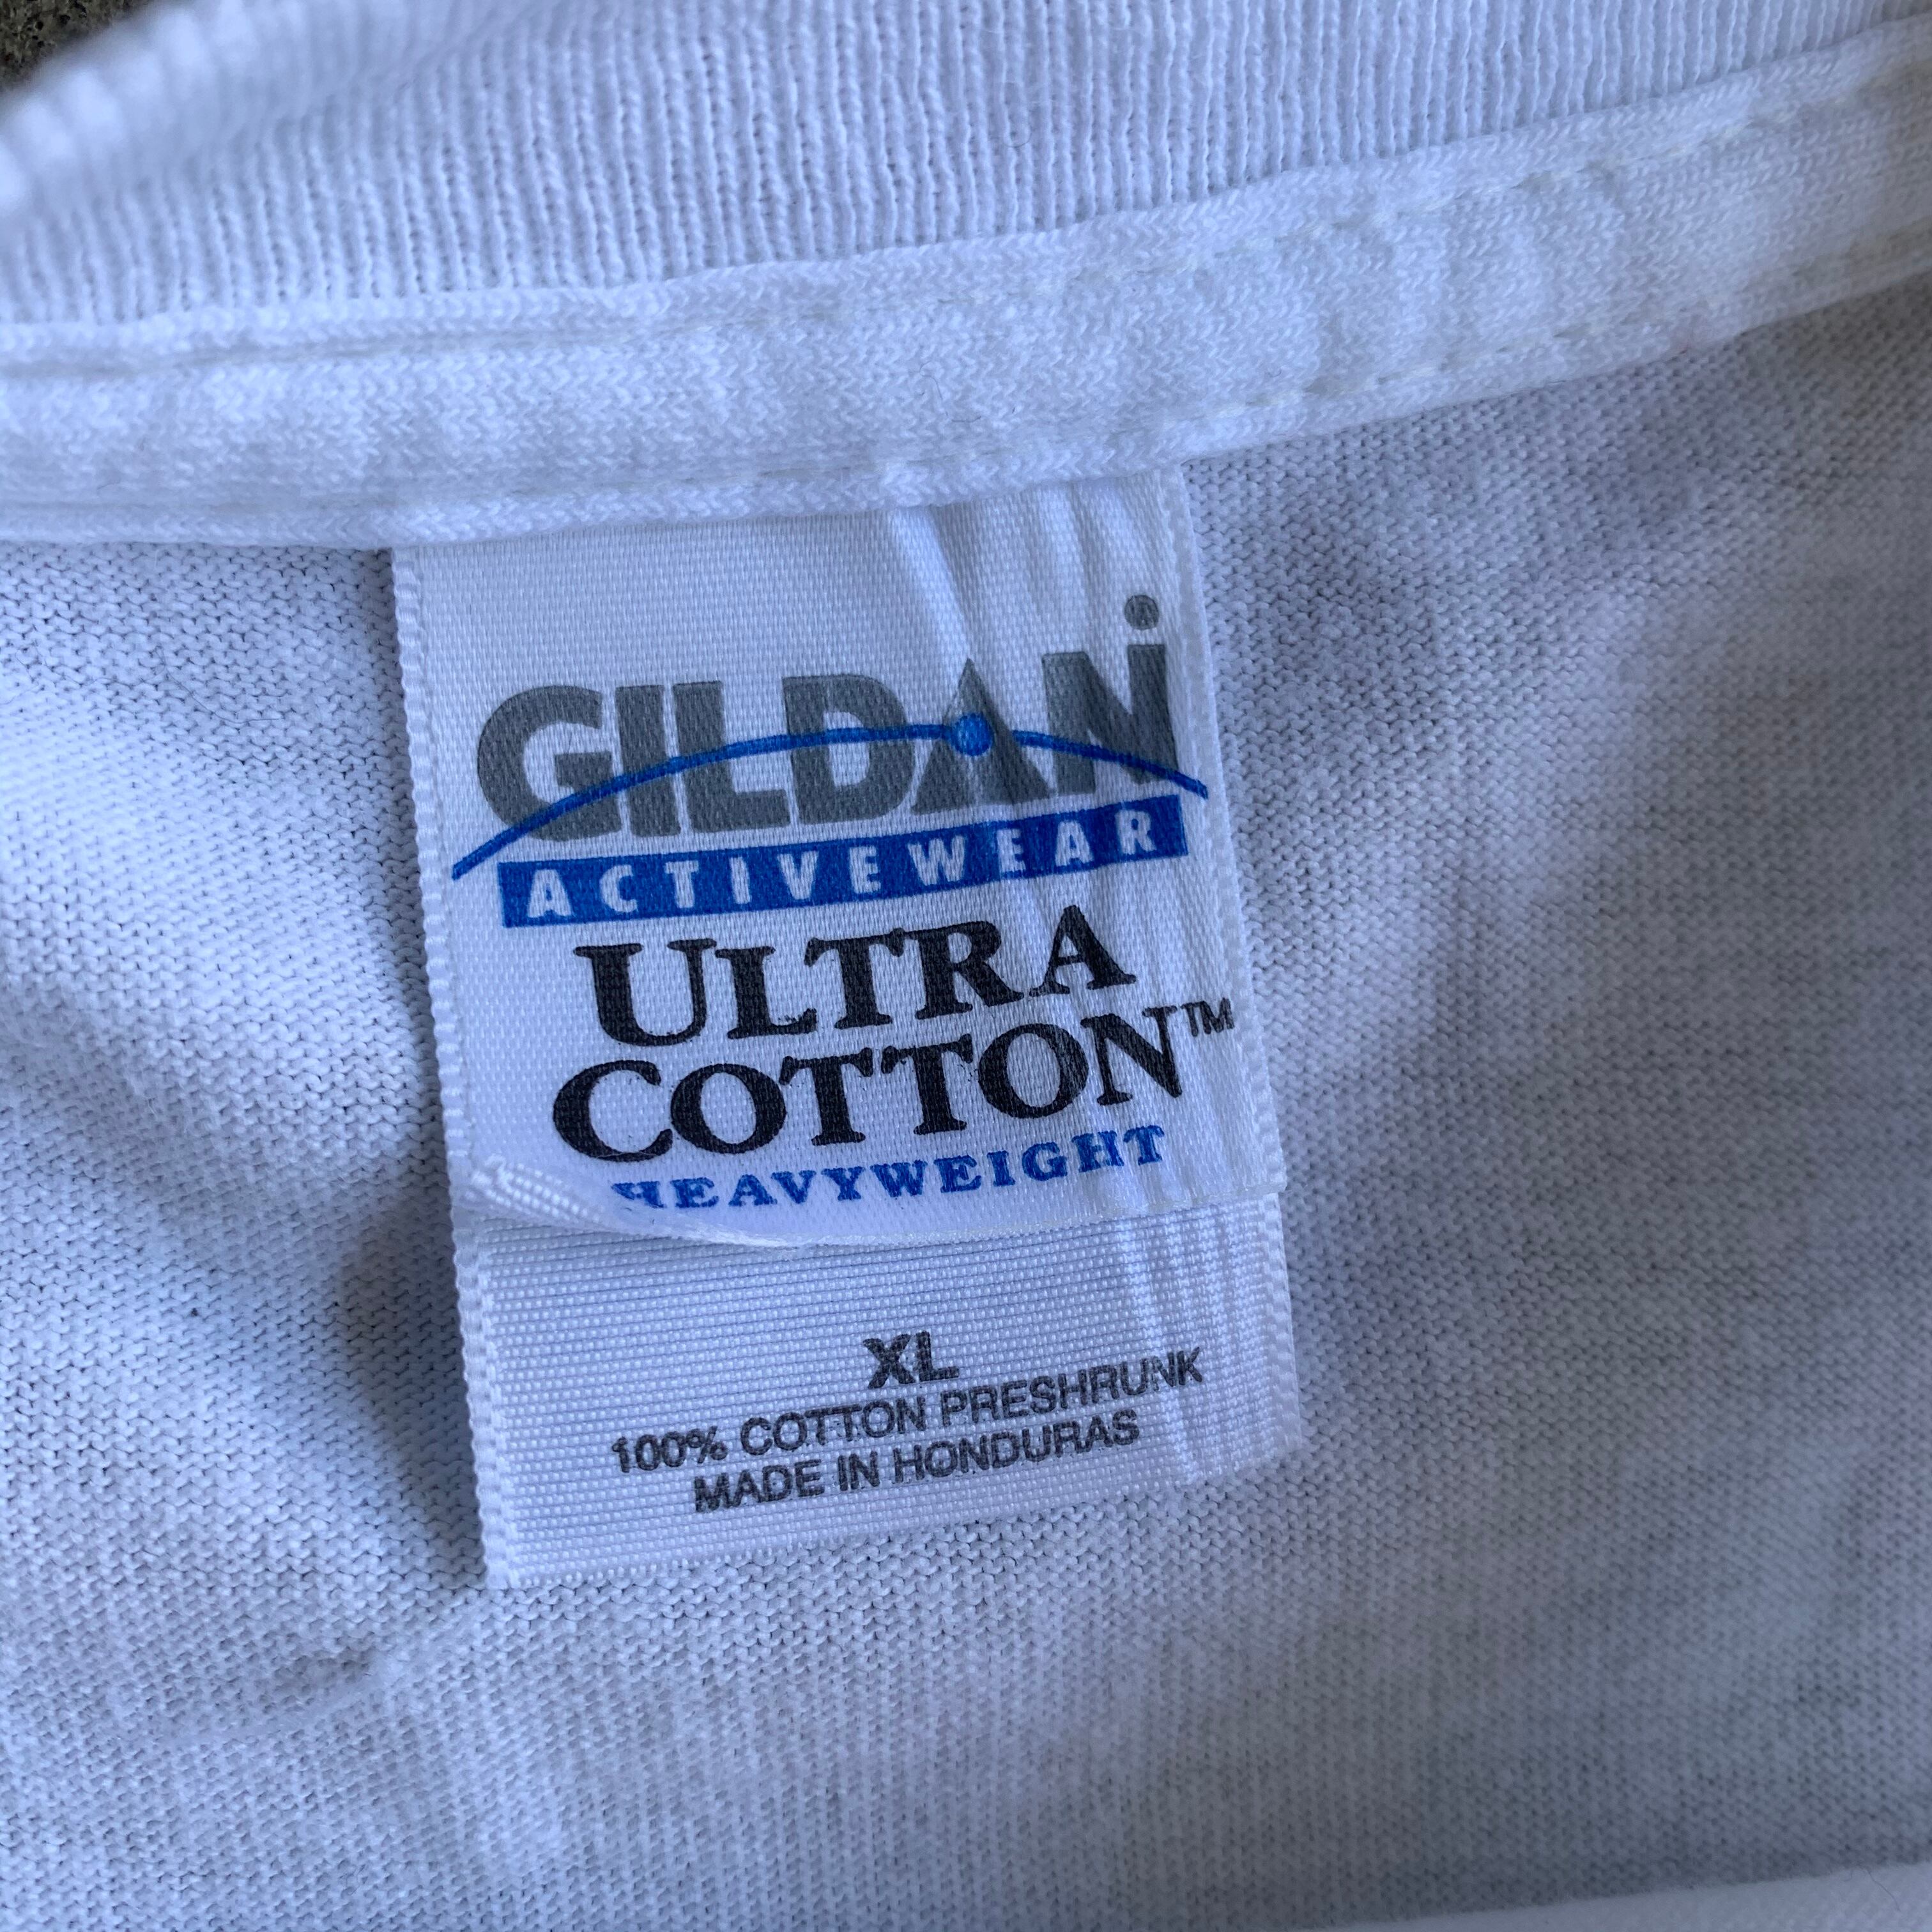 GILDAN®
ACTIVEWEAR
ULTRA
COTTON™
HEAVYWEIGHT
XL
100% COTTON PRESHRUNK
MADE IN HONDURAS